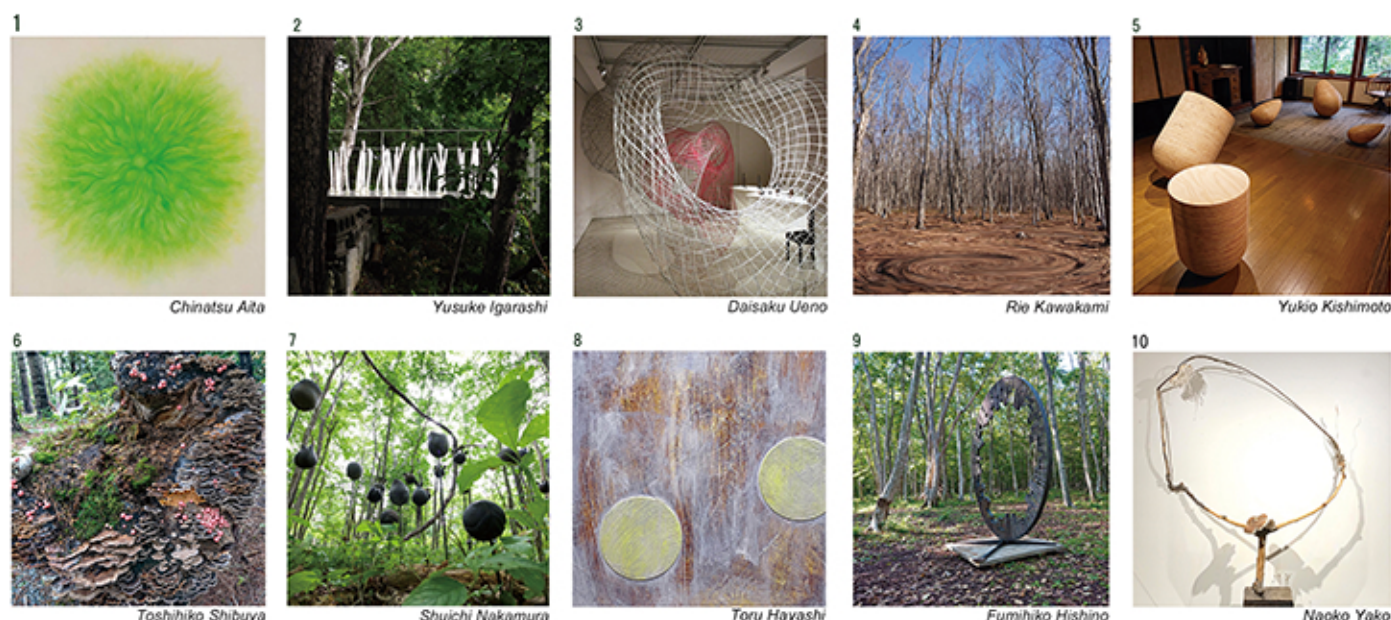 1
2
3
4
5
Chinatsu Aita
Yusuke Igarashi
Daisaku Ueno
Rie Kawakami
Yukio Kishimoto
6
7
8
9
10
Toshihiko Shibuya
Shuichi Nakamura
Toru Hayashi
Fumihiko Hishino
Naoko Yako